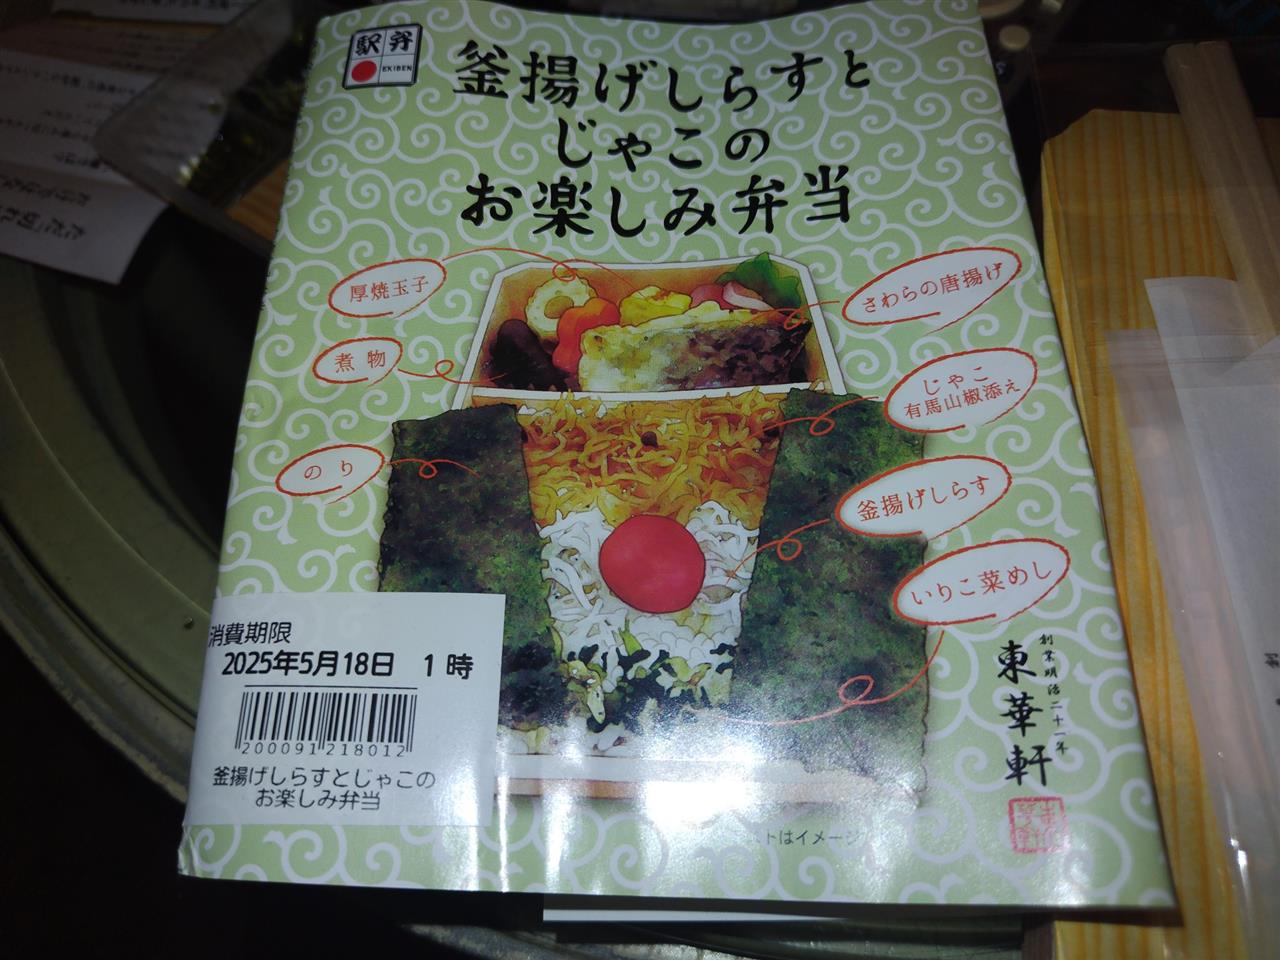 駅弁
EKIBEN
釜揚げしらすと
じゃこの
お楽しみ弁当
厚焼玉子
さわらの唐揚げ
煮物
じゃこ
有馬山椒添え
のり
釜揚げしらす
いりこ菜めし
創業明治二十一年
東華軒
消費期限
2025年5月18日 1時
200091 218012
釜揚げしらすとじゃこの
お楽しみ弁当
はイメージ